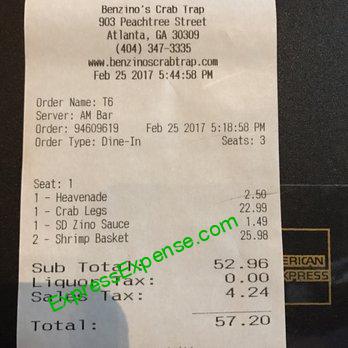 Benzino's Crab Trap
903 Peachtree Street
Atlanta, GA 30309
(404) 347-3335
www.benzinoscrabtrap.com
Feb 25 2017 5:44:58 PM
Order Name: T6
Server: AM Bar
Order: 94609619 Feb 25 2017 5:18:58 PM
Order Type: Dine-In Seats: 3
Seat: 1
1 - Heavenade 2.50
1 - Crab Legs 22.99
1 - SD Zino Sauce 1.49
2 - Shrimp Basket 25.98
Sub Total: 52.96
Liquor Tax: 0.00
Sales Tax: 4.24
Total: 57.20
ExpressExpense.com
AMERICAN
EXPRESS